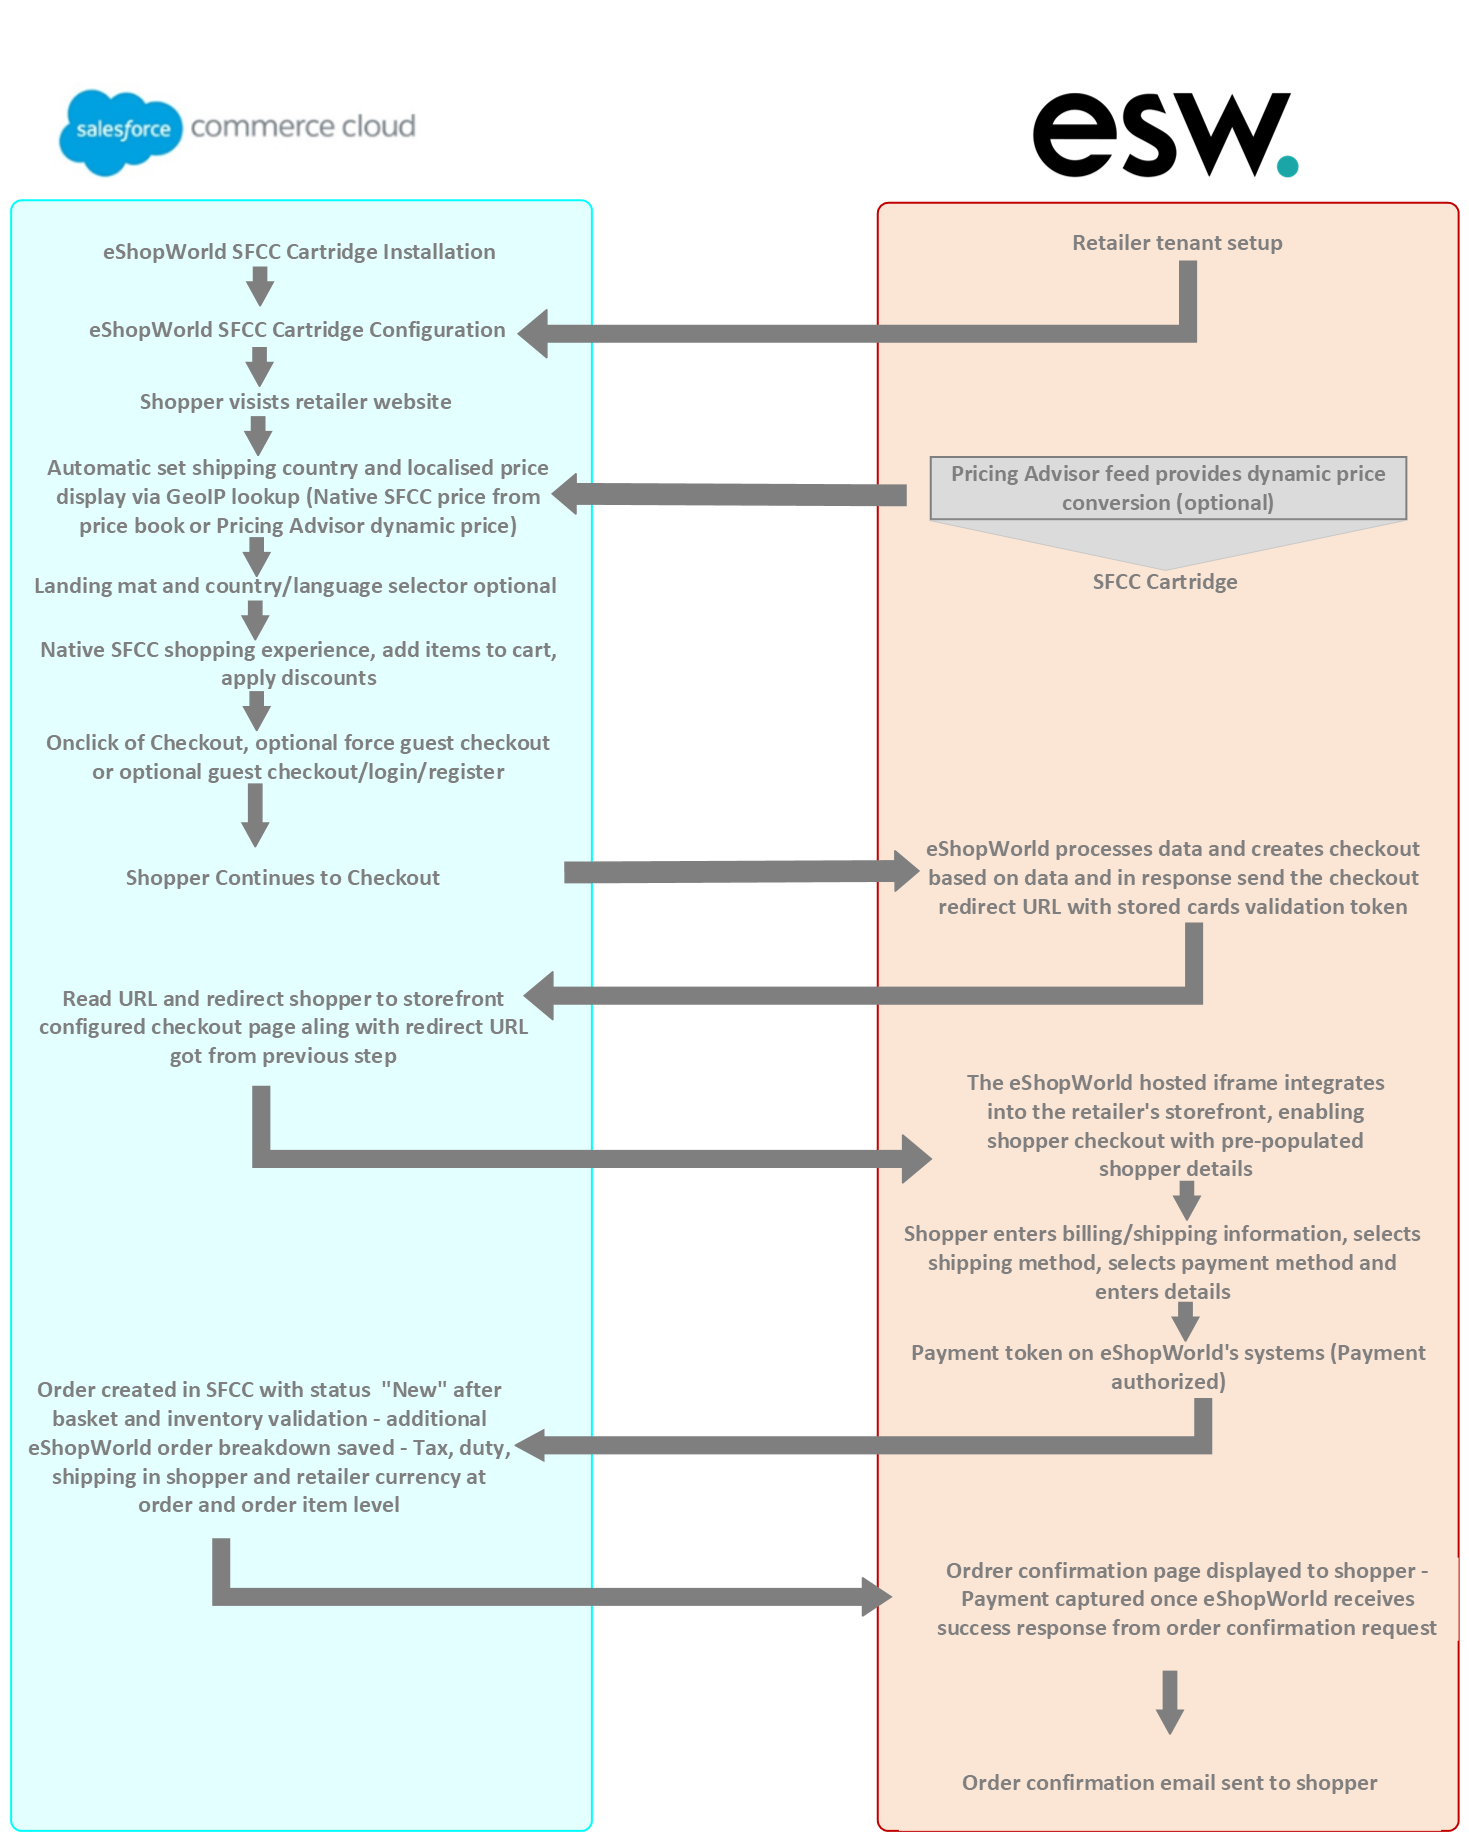 salesforce commerce cloud
esw.
eShopWorld SFCC Cartridge Installation
Retailer tenant setup
eShopWorld SFCC Cartridge Configuration
Shopper visists retailer website
Automatic set shipping country and localised price
display via GeoIP lookup (Native SFCC price from
price book or Pricing Advisor dynamic price)
Pricing Advisor feed provides dynamic price
conversion (optional)
SFCC Cartridge
Landing mat and country/language selector optional
Native SFCC shopping experience, add items to cart,
apply discounts
Onclick of Checkout, optional force guest checkout
or optional guest checkout/login/register
Shopper Continues to Checkout
eShopWorld processes data and creates checkout
based on data and in response send the checkout
redirect URL with stored cards validation token
Read URL and redirect shopper to storefront
configured checkout page aling with redirect URL
got from previous step
The eShopWorld hosted iframe integrates
into the retailer's storefront, enabling
shopper checkout with pre-populated
shopper details
Shopper enters billing/shipping information, selects
shipping method, selects payment method and
enters details
Payment token on eShopWorld's systems (Payment
authorized)
Order created in SFCC with status  "New" after
basket and inventory validation - additional
eShopWorld order breakdown saved - Tax, duty,
shipping in shopper and retailer currency at
order and order item level
Ordrer confirmation page displayed to shopper -
Payment captured once eShopWorld receives
success response from order confirmation request
Order confirmation email sent to shopper